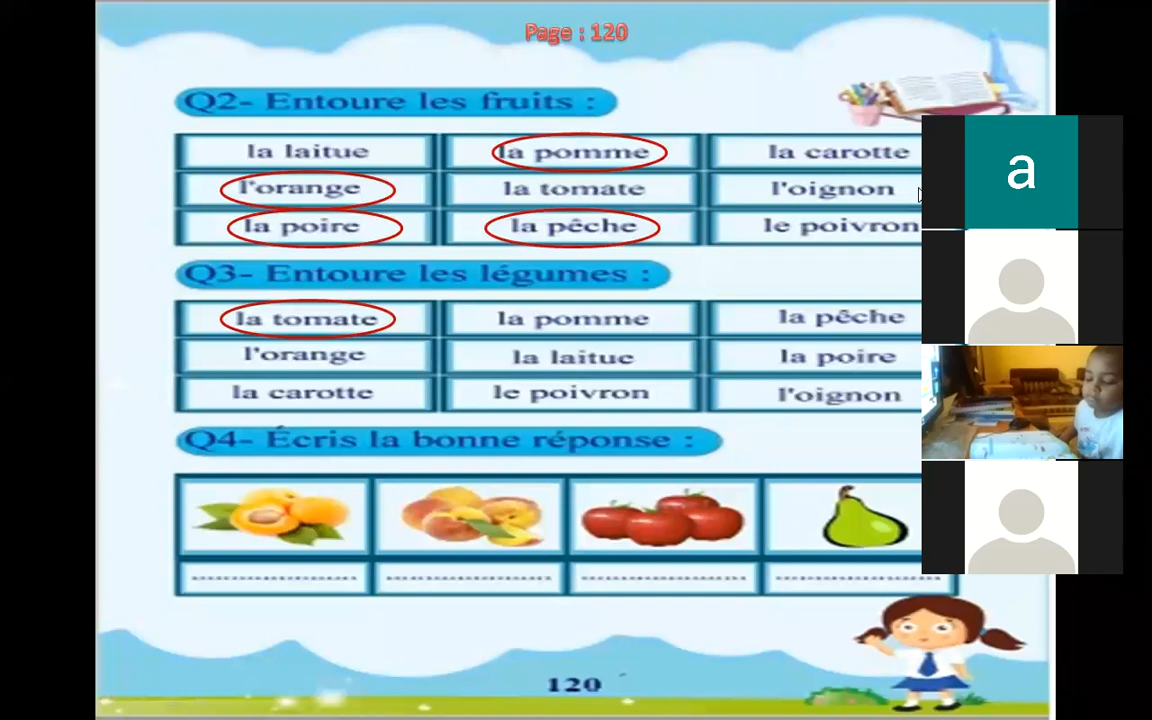 Page : 120
Q2- Entoure les fruits :
la laitue la pomme la carotte
l'orange la tomate l'oignon
la poire la pêche le poivron
Q3- Entoure les légumes :
la tomate la pomme la pêche
l'orange la laitue la poire
la carotte le poivron l'oignon
Q4- Écris la bonne réponse :
120
a